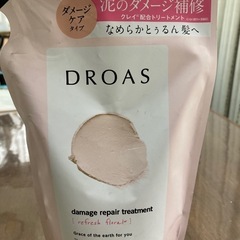 ダメージ
ケア
タイプ
泥のダメージ補修
クレイ配合トリートメント
なめらかとぅるん髪へ
DROAS
damage repair treatment
[ refresh floral ]
Grace of the earth for you